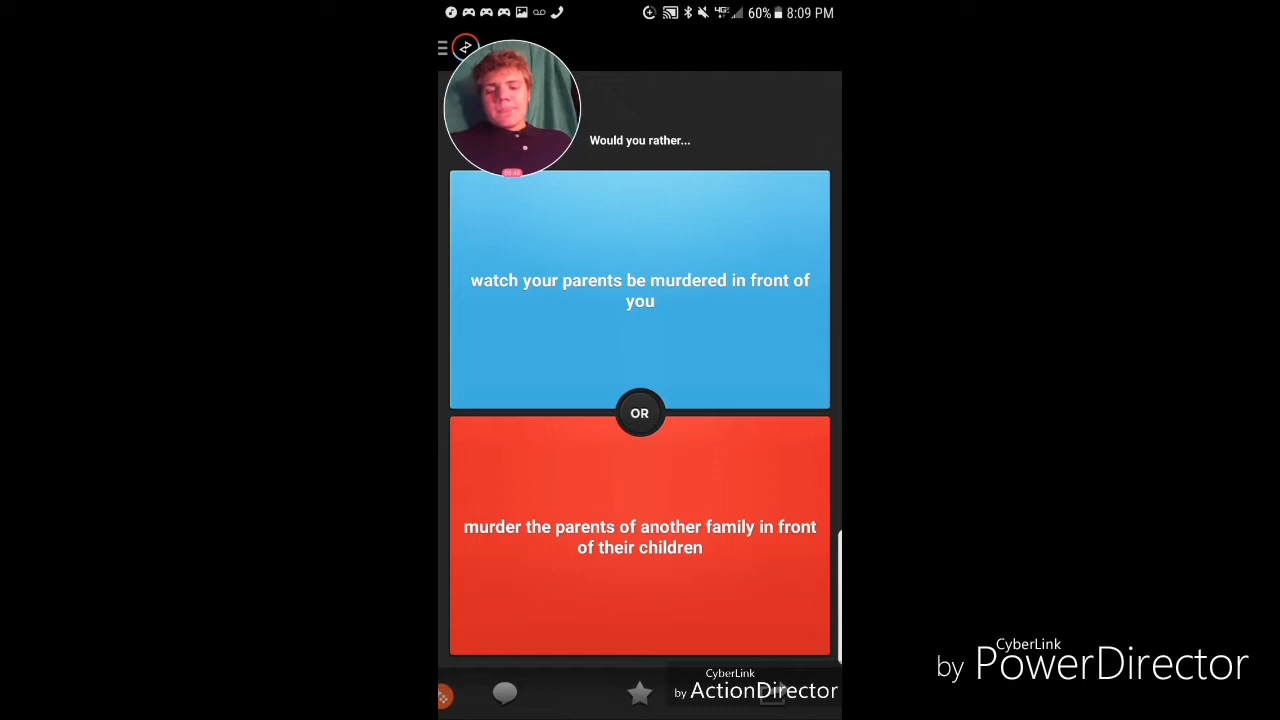 60% 8:09 PM
Would you rather...
watch your parents be murdered in front of
you
OR
murder the parents of another family in front
of their children
CyberLink
by ActionDirector
CyberLink
by PowerDirector